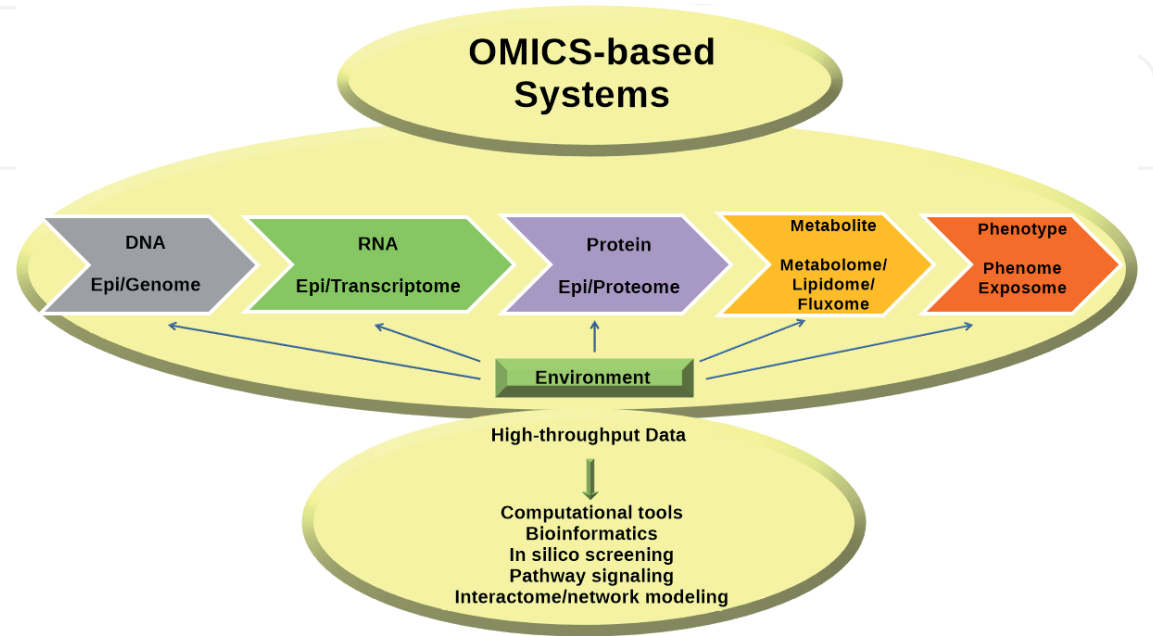 OMICS-based
Systems
DNA
Epi/Genome
RNA
Epi/Transcriptome
Protein
Epi/Proteome
Metabolite
Metabolome/
Lipidome/
Fluxome
Phenotype
Phenome
Exposome
Environment
High-throughput Data
Computational tools
Bioinformatics
In silico screening
Pathway signaling
Interactome/network modeling